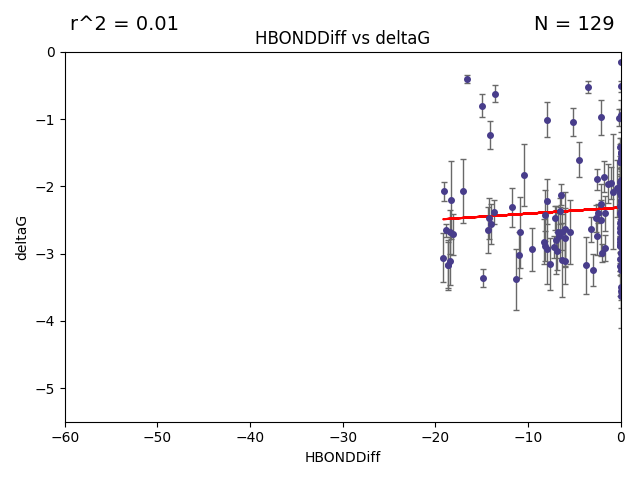 r^2 = 0.01
N = 129
HBONDDiff vs deltaG
deltaG
0
−1
−2
−3
−4
−5
−60
−50
−40
−30
−20
−10
0
HBONDDiff